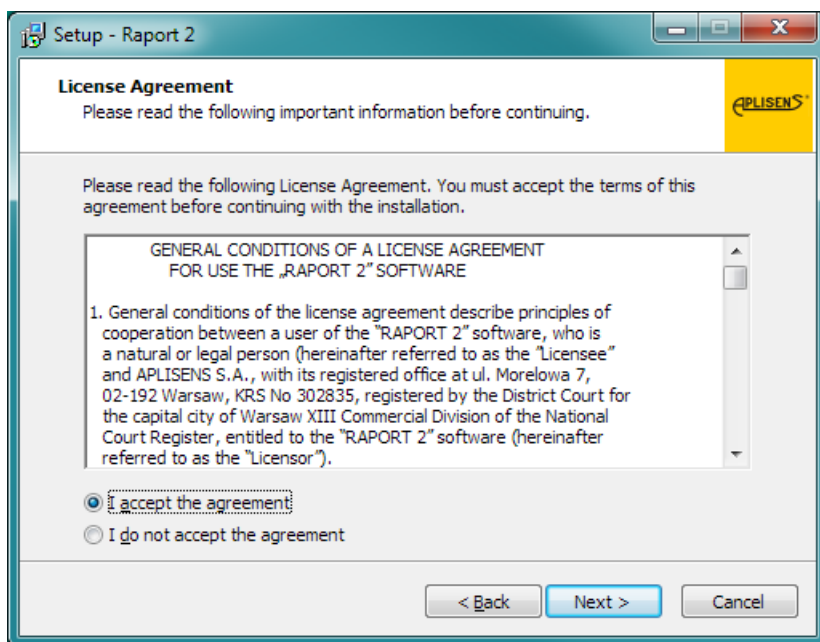 Setup - Raport 2
License Agreement
Please read the following important information before continuing.
APLISENS®
Please read the following License Agreement. You must accept the terms of this
agreement before continuing with the installation.
GENERAL CONDITIONS OF A LICENSE AGREEMENT
FOR USE THE „RAPORT 2” SOFTWARE
1. General conditions of the license agreement describe principles of
cooperation between a user of the “RAPORT 2” software, who is
a natural or legal person (hereinafter referred to as the “Licensee”
and APLISENS S.A., with its registered office at ul. Morelowa 7,
02-192 Warsaw, KRS No 302835, registered by the District Court for
the capital city of Warsaw XIII Commercial Division of the National
Court Register, entitled to the “RAPORT 2” software (hereinafter
referred to as the “Licensor”).
I accept the agreement
I do not accept the agreement
< Back
Next >
Cancel